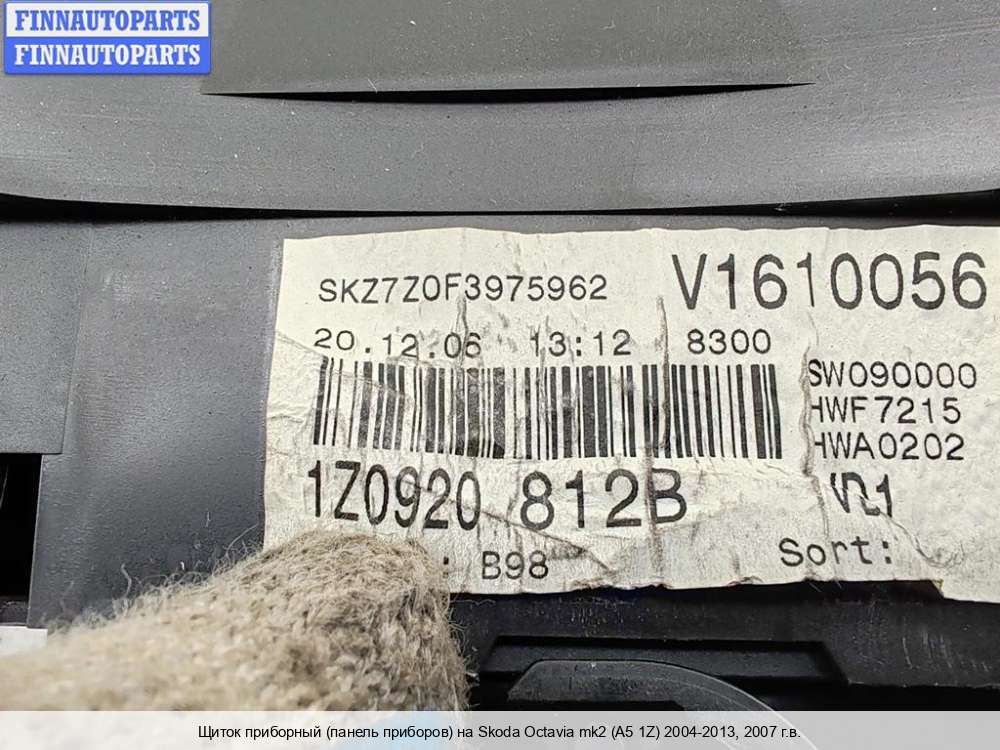 FINNAUTOPARTS
FINNAUTOPARTS
SKZ7Z0F3975962
V1610056
20.12.06 13:12 8300
SW090000
HWF7215
HWA0202
1Z0920 812B
: B98
Sort:
Щиток приборный (панель приборов) на Skoda Octavia mk2 (A5 1Z) 2004-2013, 2007 г.в.